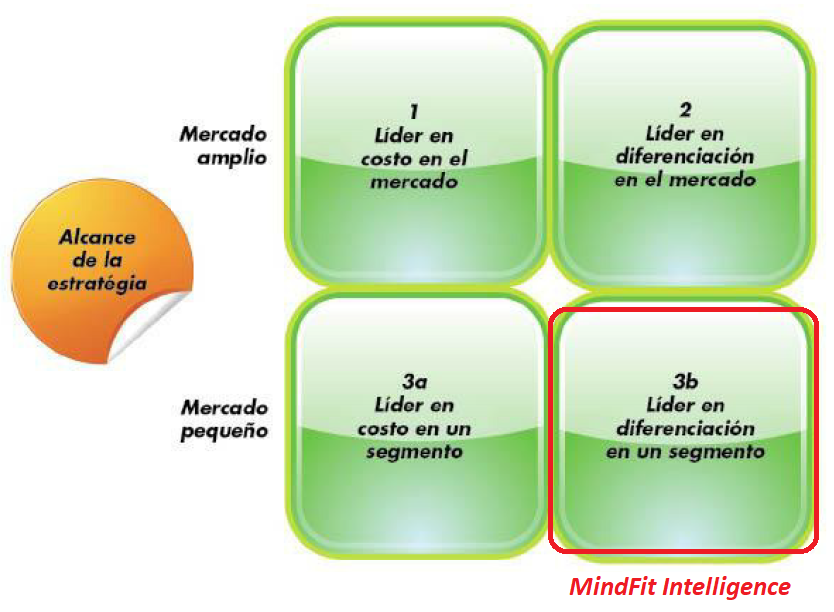 1
Líder en
costo en el
mercado
2
Líder en
diferenciación
en el mercado
Mercado
amplio
Alcance
de la
estratégia
Mercado
pequeño
3a
Líder en
costo en un
segmento
3b
Líder en
diferenciación
en un segmento
MindFit Intelligence